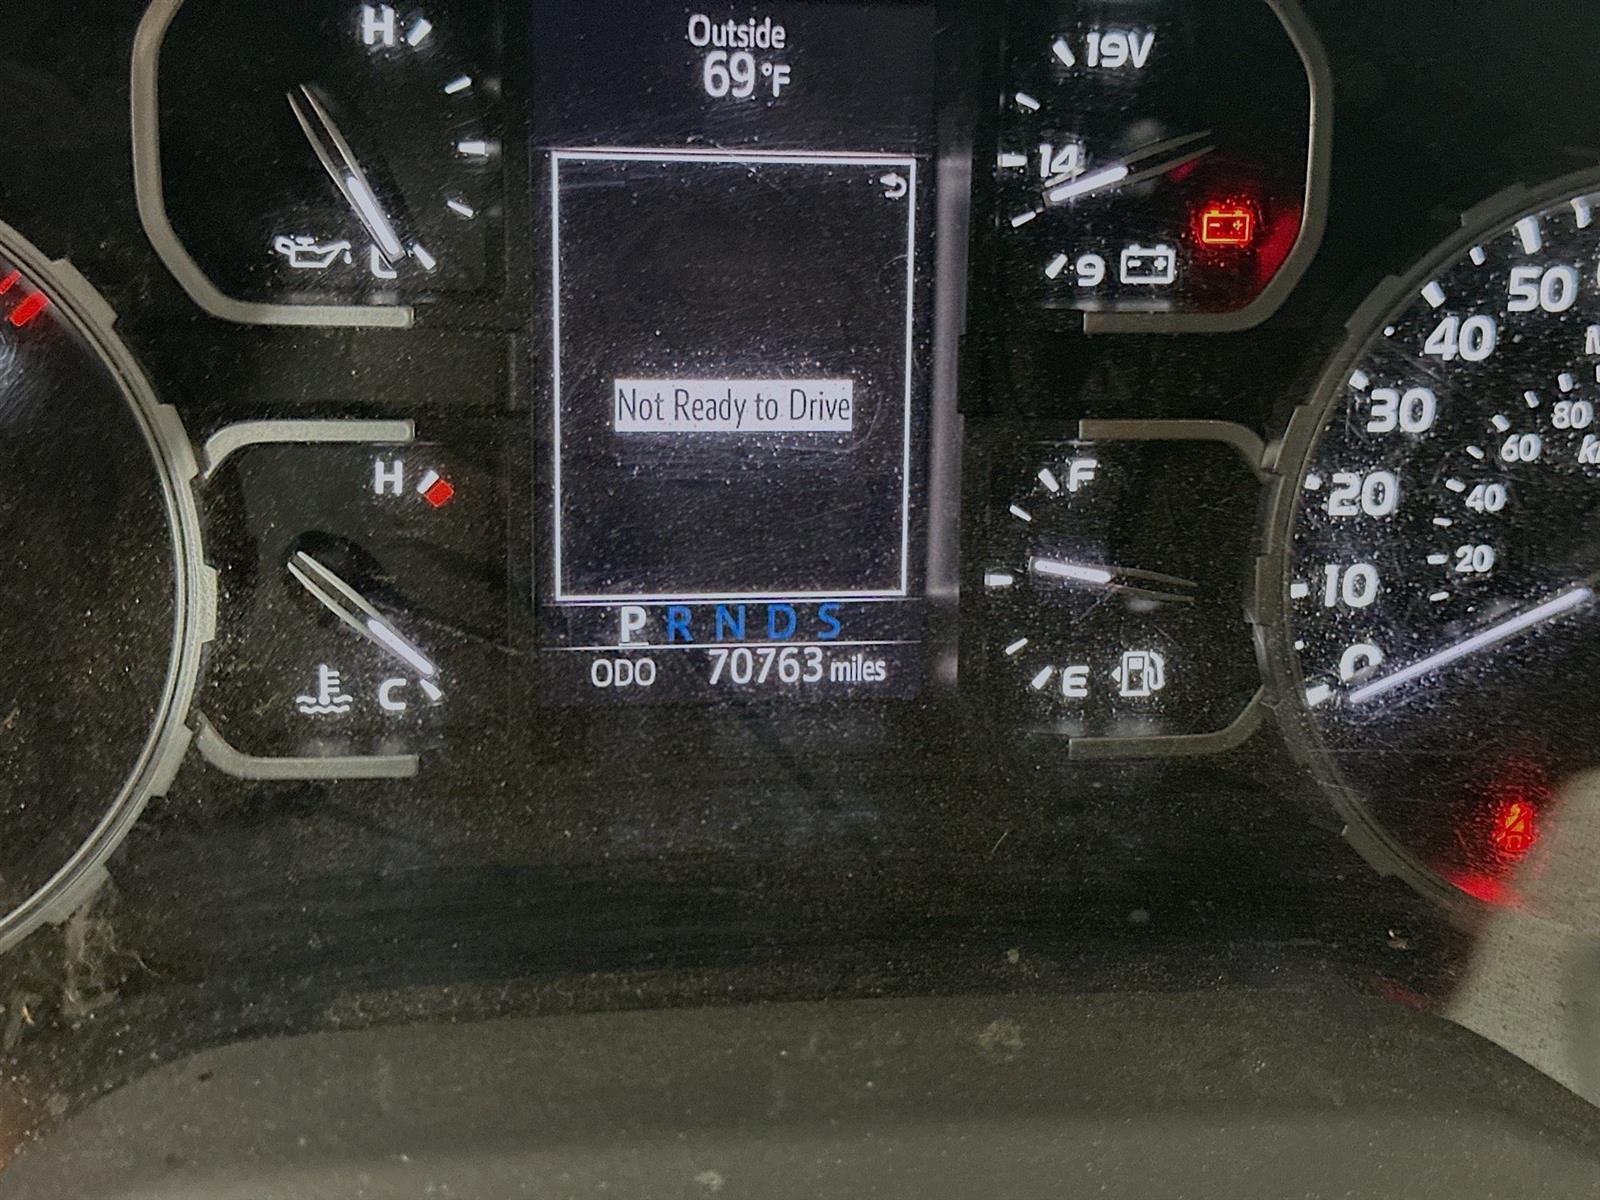 H
Outside
69°F
19V
14
L
9
50
40
30
80
60
20
40
20
10
0
H
Not Ready to Drive
F
P R N D S
ODO 70763 miles
C
E